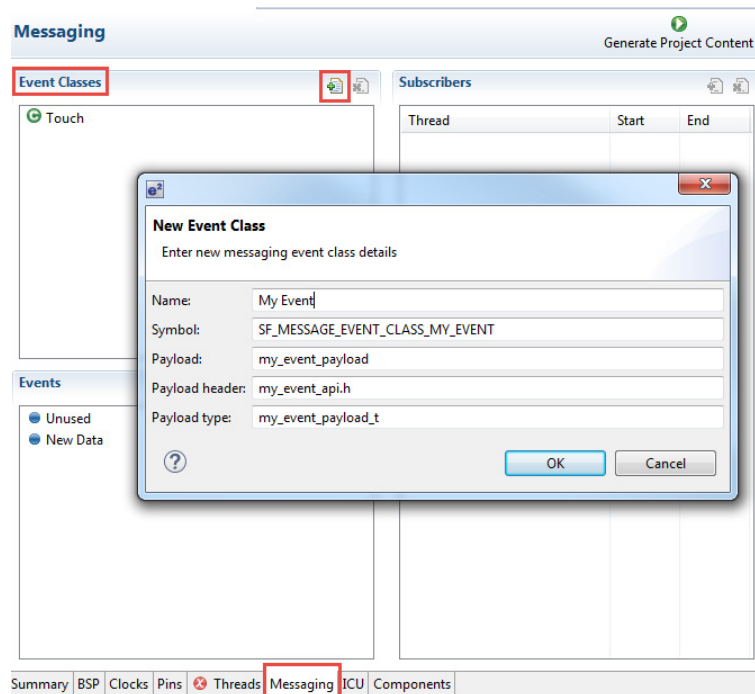 Messaging
Generate Project Content
Event Classes
Subscribers
Touch
Thread Start End
New Event Class
Enter new messaging event class details
Name: My Event
Symbol: SF_MESSAGE_EVENT_CLASS_MY_EVENT
Payload: my_event_payload
Payload header: my_event_api.h
Payload type: my_event_payload_t
OK Cancel
Events
Unused
New Data
Summary BSP Clocks Pins Threads Messaging ICU Components